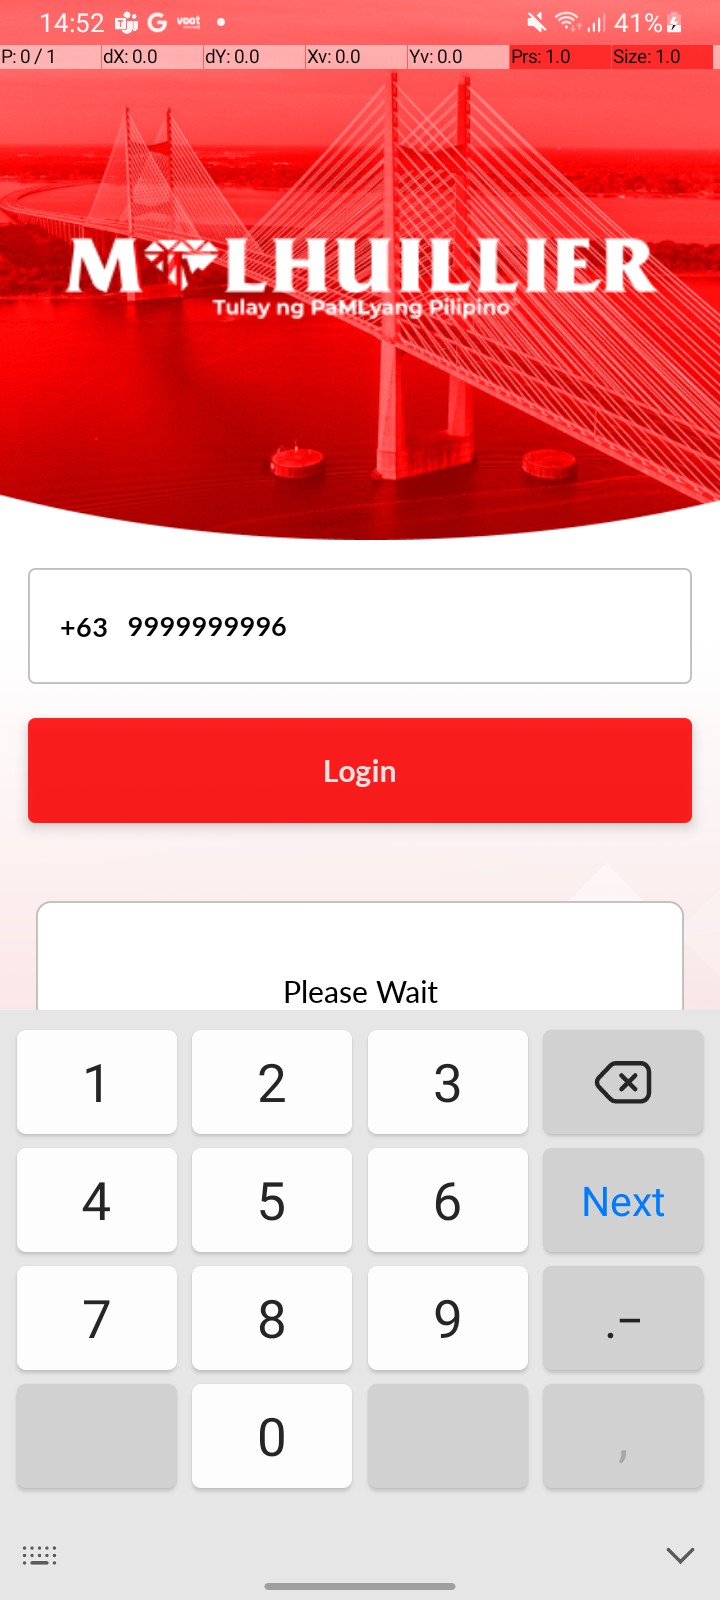 14:52 G voot 41%
P: 0 / 1 dX: 0.0 dY: 0.0 Xv: 0.0 Yv: 0.0 Prs: 1.0 Size: 1.0
M LHUILLIER
Tulay ng PaMLyang Pilipino
+63 9999999996
Login
Please Wait
1 2 3
4 5 6 Next
7 8 9 .-
0 ,